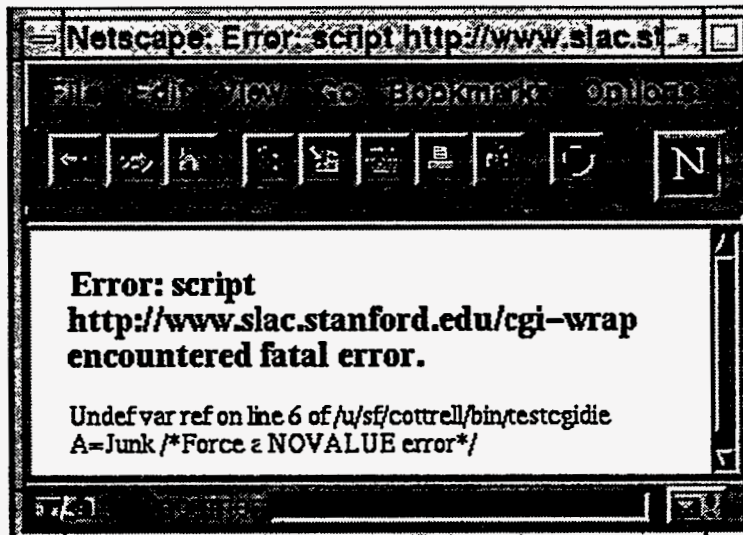 Netscape: Error: script http://www.slac.st
File Edit View Go Bookmarks Options
N
Error: script
http://www.slac.stanford.edu/cgi-wrap
encountered fatal error.
Undef var ref on line 6 of /u/sf/cottrell/bin/testcgidie
A=Junk /*Force a NOVALUE error*/